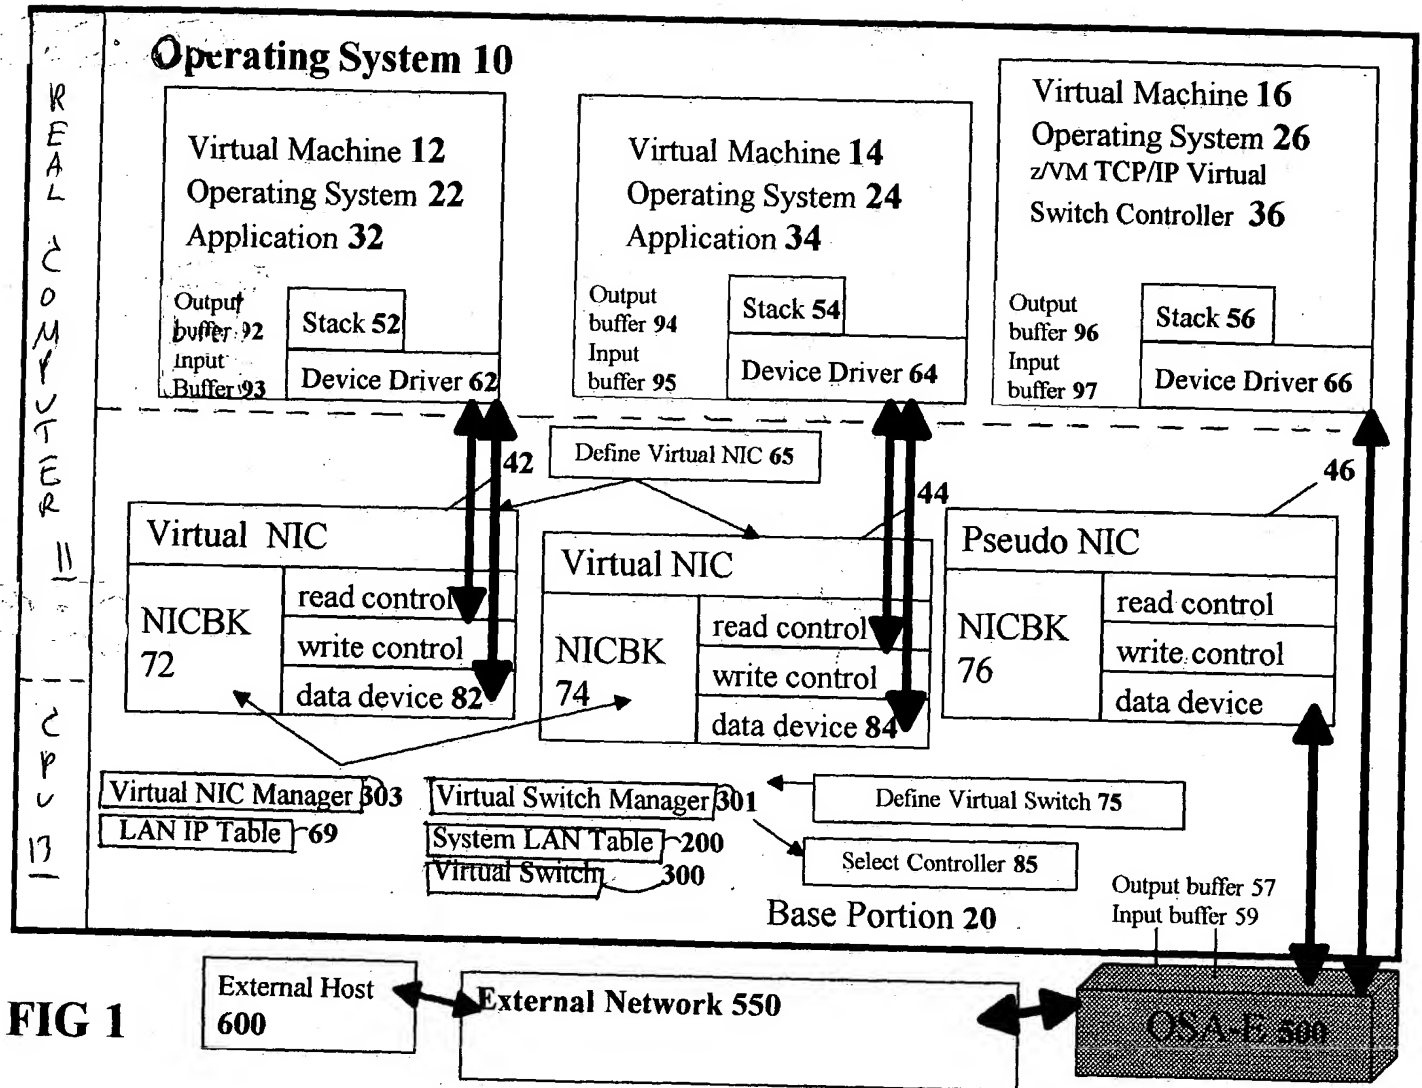 Operating System 10
REAL COMPUTER 11
CPU 13
Virtual Machine 12
Operating System 22
Application 32
Output
buffer 92
Input
Buffer 93
Stack 52
Device Driver 62
Virtual Machine 14
Operating System 24
Application 34
Output
buffer 94
Input
buffer 95
Stack 54
Device Driver 64
Virtual Machine 16
Operating System 26
z/VM TCP/IP Virtual
Switch Controller 36
Output
buffer 96
Input
buffer 97
Stack 56
Device Driver 66
Define Virtual NIC 65
42
44
46
Virtual NIC
NICBK
72
read control
write control
data device 82
Virtual NIC
NICBK
74
read control
write control
data device 84
Pseudo NIC
NICBK
76
read control
write control
data device
Virtual NIC Manager 303
LAN IP Table 69
Virtual Switch Manager 301
System LAN Table 200
Virtual Switch 300
Define Virtual Switch 75
Select Controller 85
Base Portion 20
Output buffer 57
Input buffer 59
External Host
600
External Network 550
OSA-E 500
FIG 1